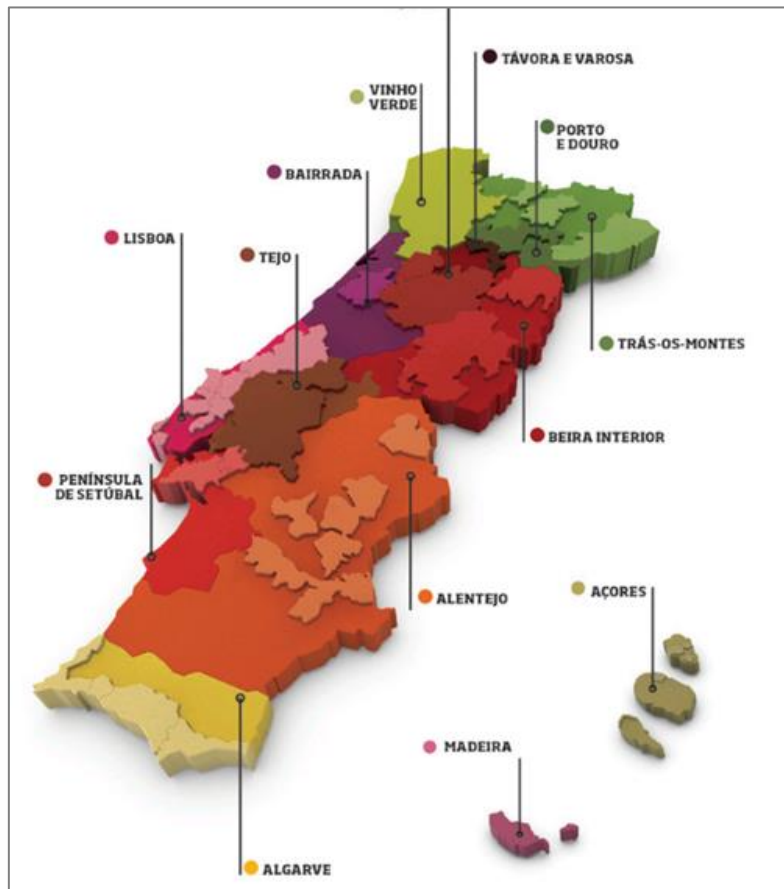 TÁVORA E VAROSA
VINHO
VERDE
PORTO
E DOURO
BAIRRADA
LISBOA
TEJO
TRÁS-OS-MONTES
BEIRA INTERIOR
PENÍNSULA
DE SETÚBAL
ALENTEJO
AÇORES
MADEIRA
ALGARVE